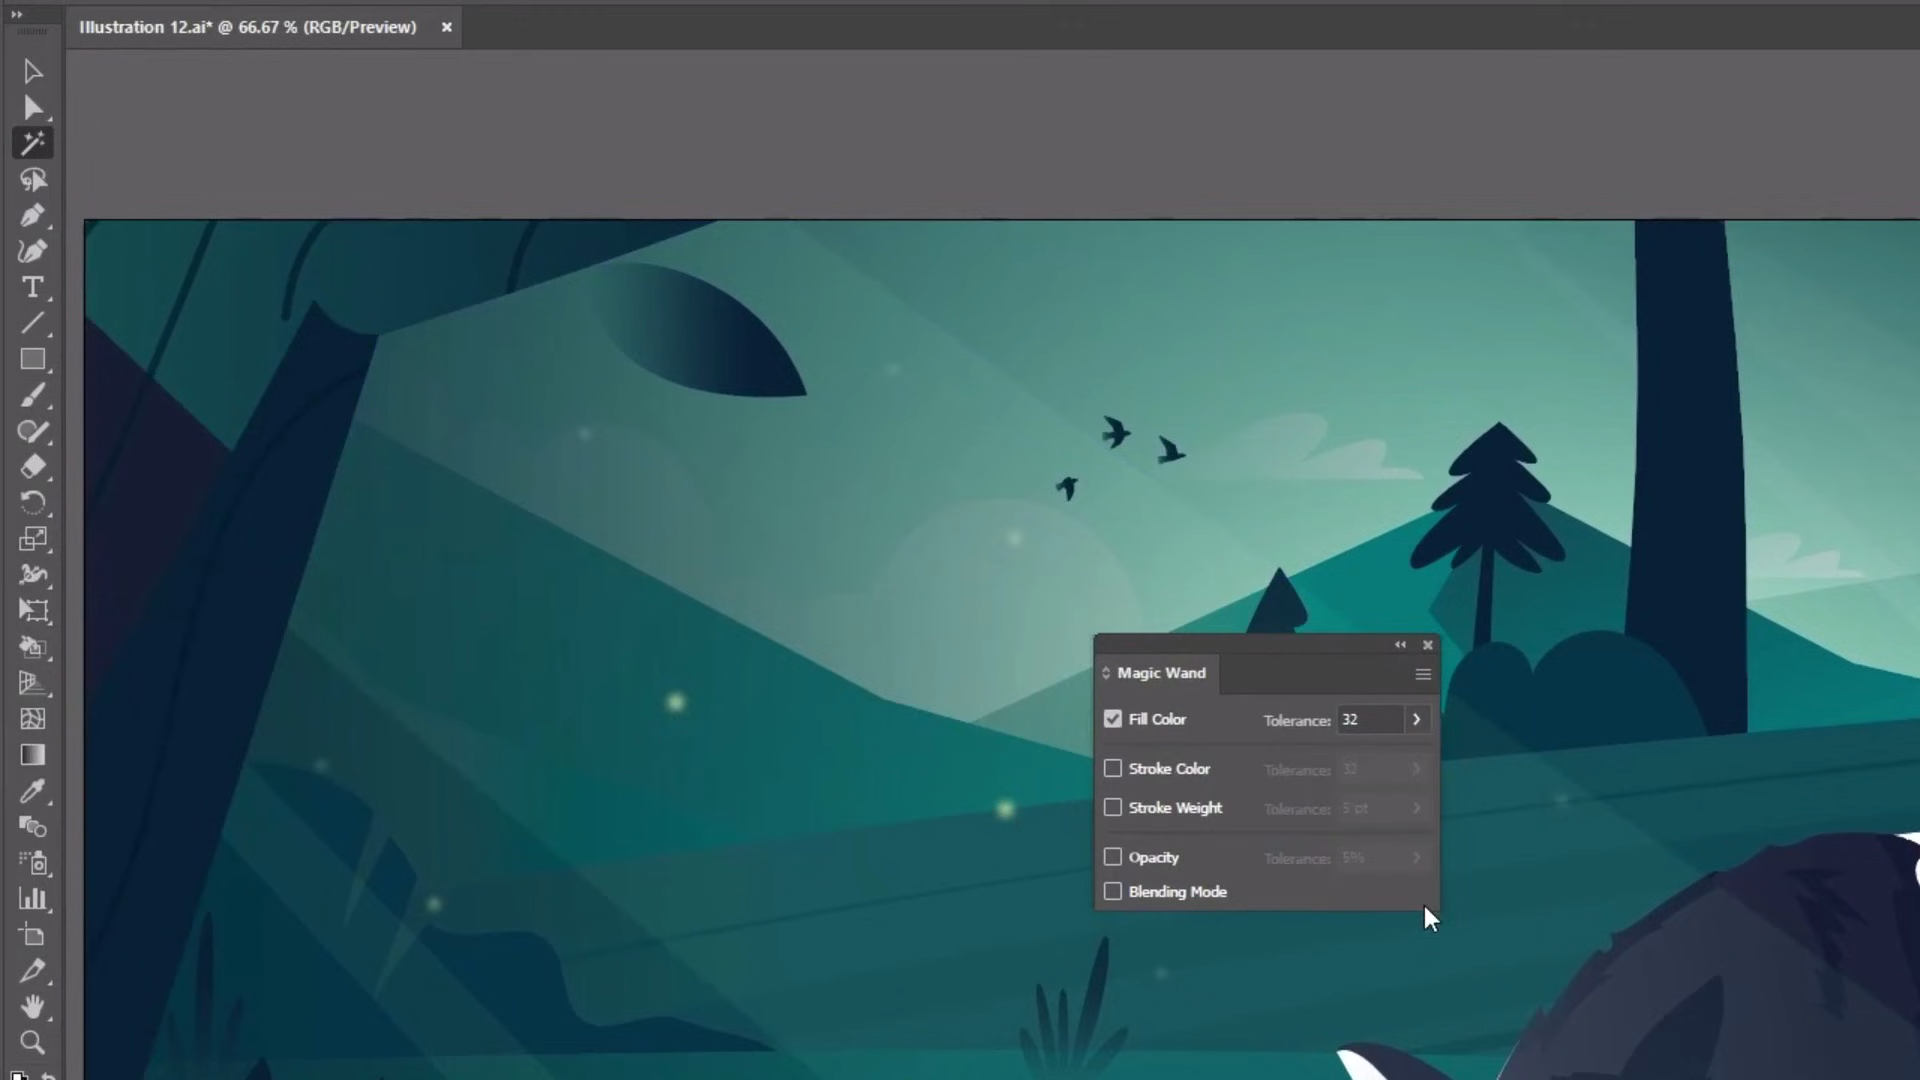 Illustration 12.ai* @ 66.67 % (RGB/Preview)
Magic Wand
Fill Color Tolerance: 32
Stroke Color Tolerance: 32
Stroke Weight Tolerance: 5 pt
Opacity Tolerance: 5%
Blending Mode